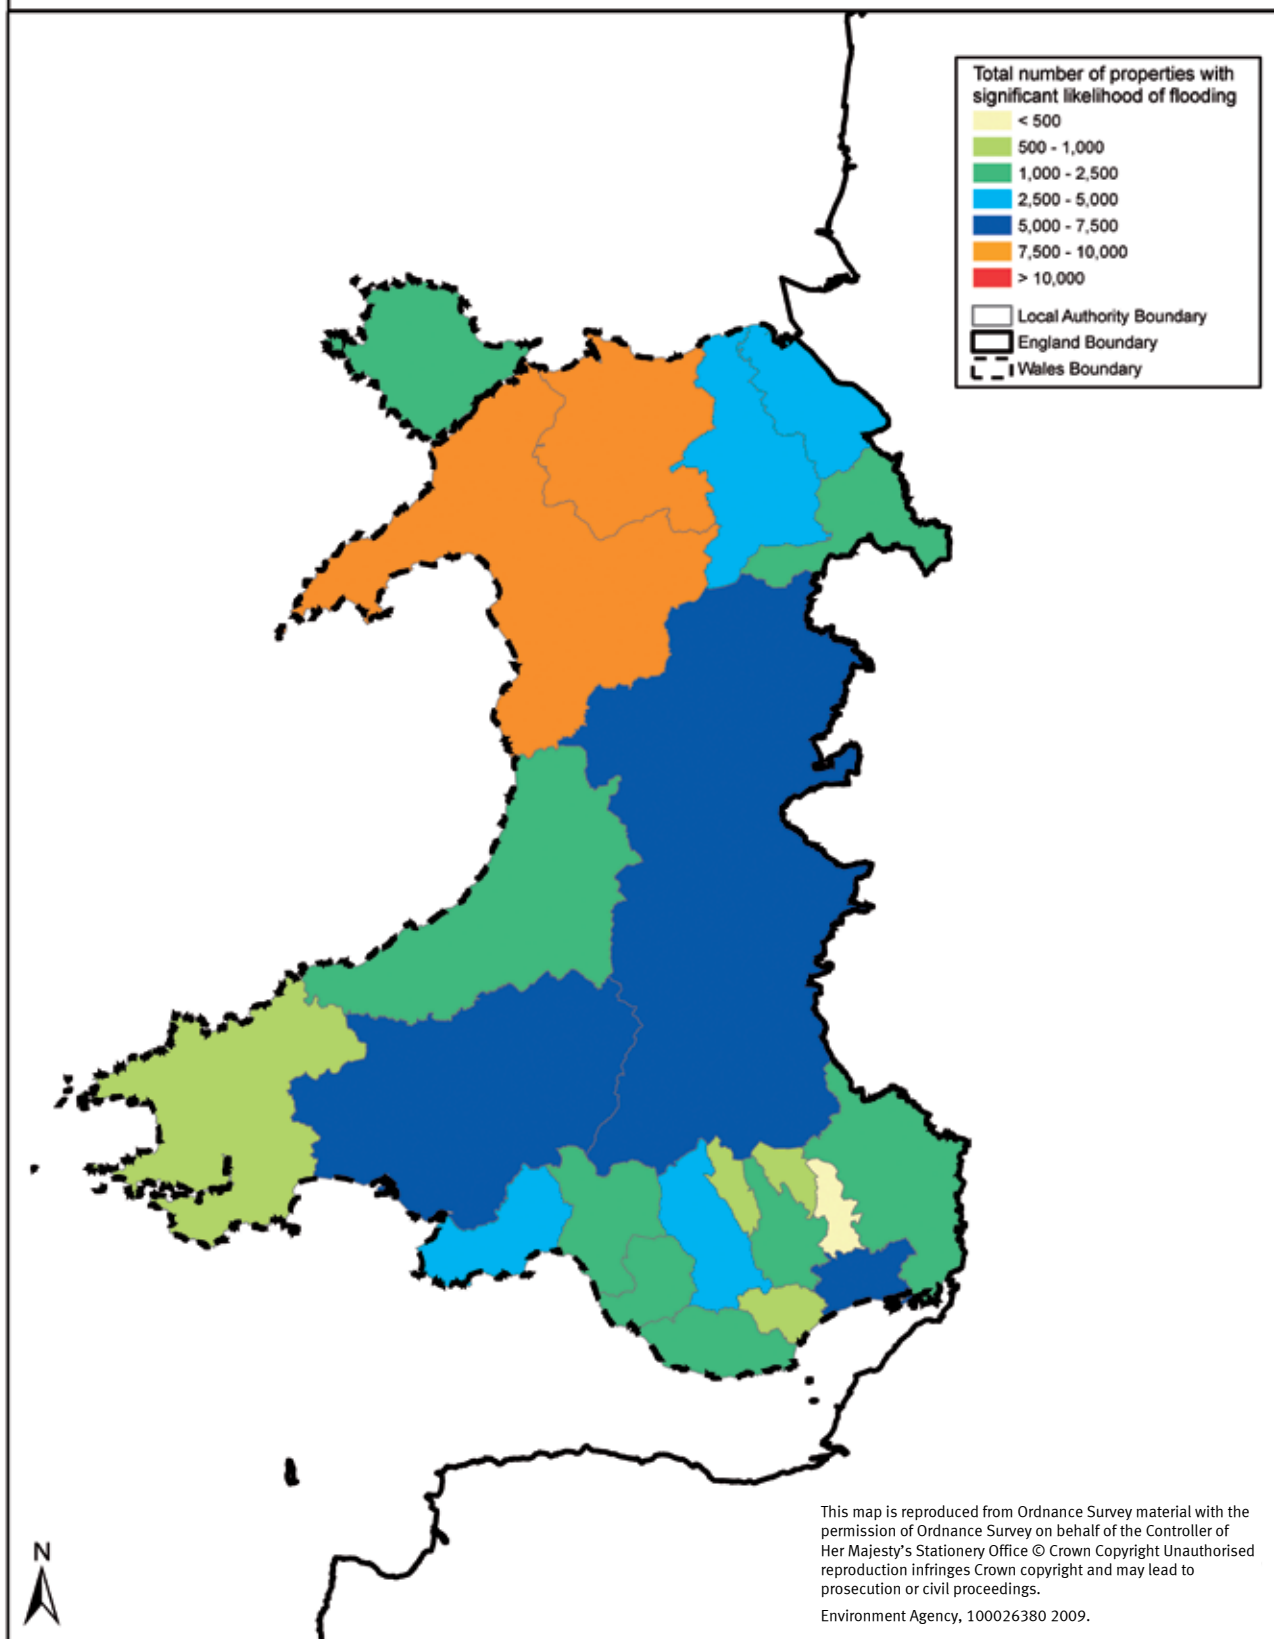 Total number of properties with
significant likelihood of flooding
< 500
500 - 1,000
1,000 - 2,500
2,500 - 5,000
5,000 - 7,500
7,500 - 10,000
> 10,000
Local Authority Boundary
England Boundary
Wales Boundary
This map is reproduced from Ordnance Survey material with the
permission of Ordnance Survey on behalf of the Controller of
Her Majesty's Stationery Office © Crown Copyright Unauthorised
reproduction infringes Crown copyright and may lead to
prosecution or civil proceedings.
Environment Agency, 100026380 2009.
N